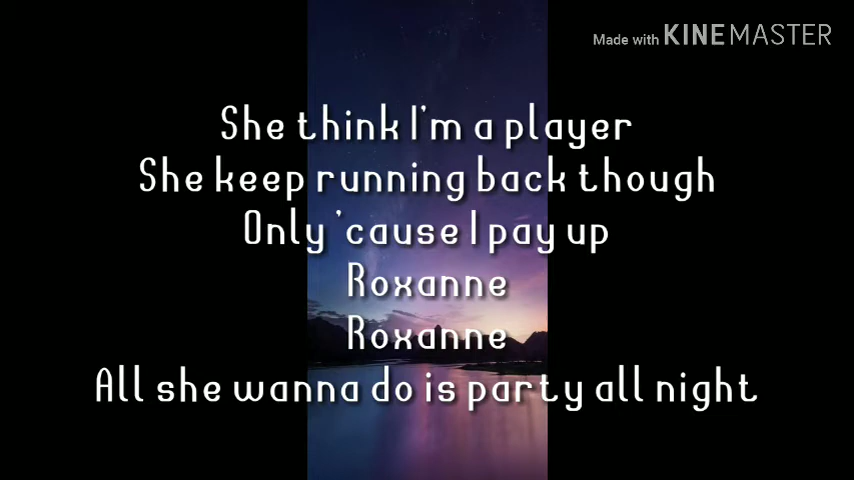 Made with KINEMASTER
She think I'm a player
She keep running back though
Only 'cause I pay up
Roxanne
Roxanne
All she wanna do is party all night